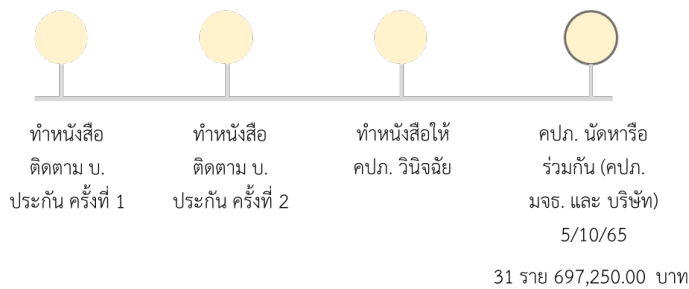 ทำหนังสือ
ติดตาม บ.
ประกัน ครั้งที่ 1
ทำหนังสือ
ติดตาม บ.
ประกัน ครั้งที่ 2
ทำหนังสือให้
คปภ. วินิจฉัย
คปภ. นัดหารือ
ร่วมกัน (คปภ.
มจธ. และ บริษัท)
5/10/65
31 ราย 697,250.00 บาท